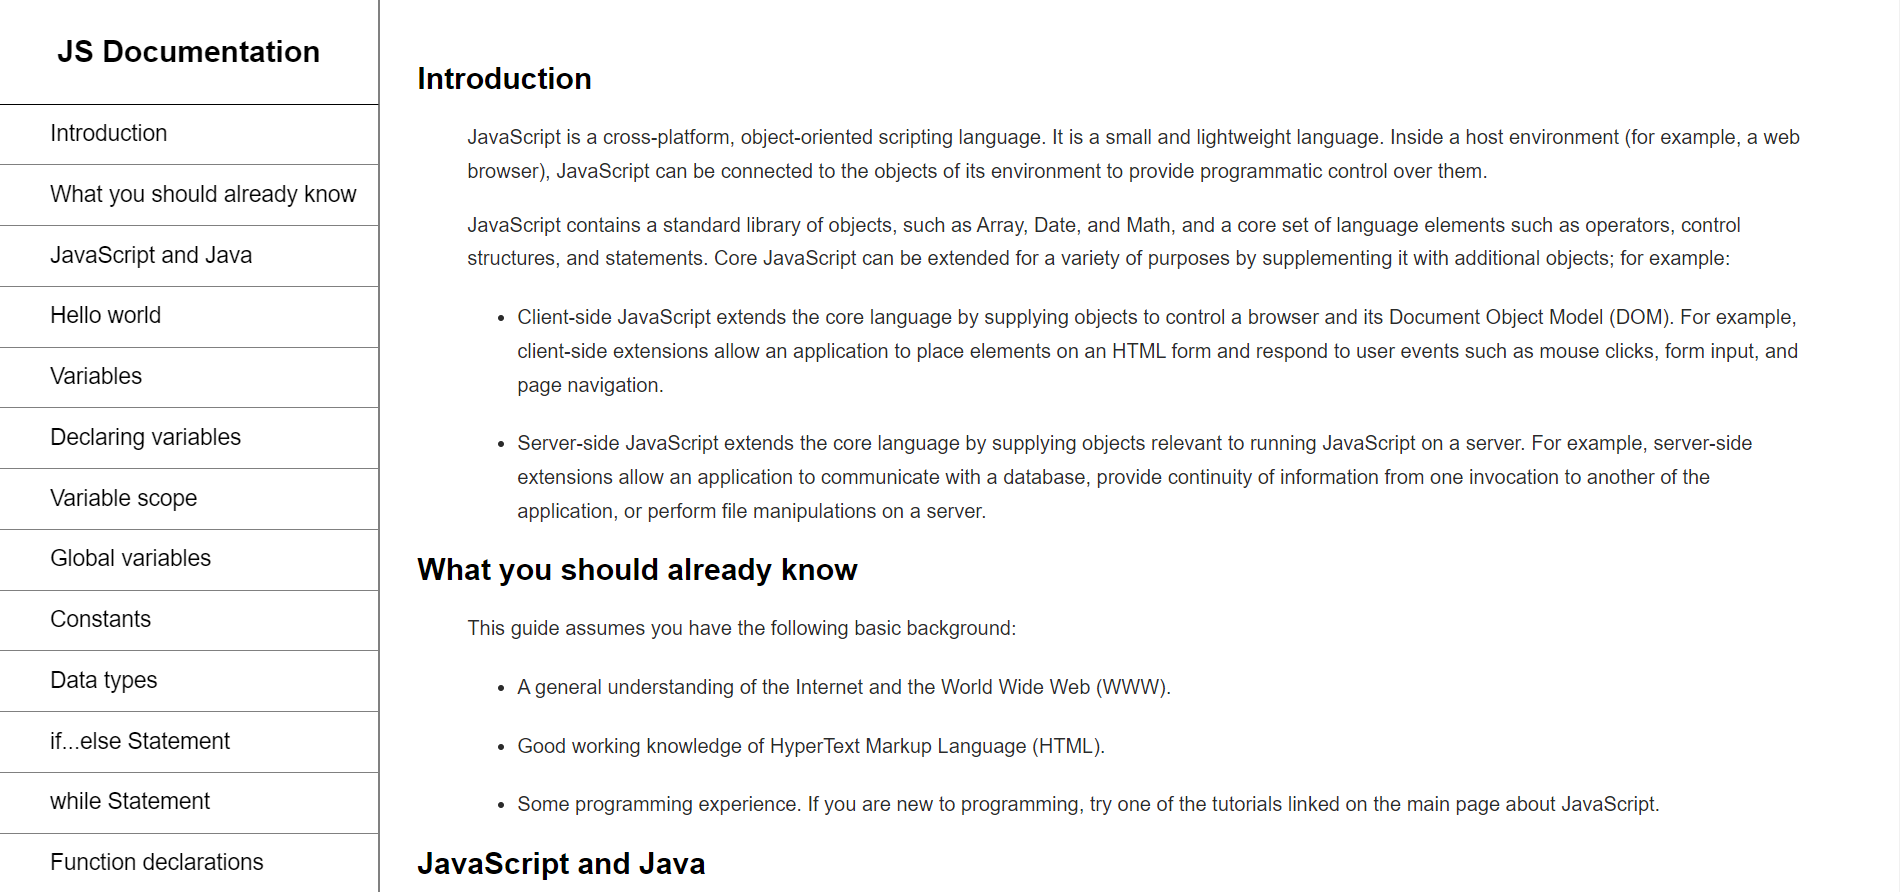 JS Documentation
Introduction
What you should already know
JavaScript and Java
Hello world
Variables
Declaring variables
Variable scope
Global variables
Constants
Data types
if...else Statement
while Statement
Function declarations
Introduction
JavaScript is a cross-platform, object-oriented scripting language. It is a small and lightweight language. Inside a host environment (for example, a web
browser), JavaScript can be connected to the objects of its environment to provide programmatic control over them.
JavaScript contains a standard library of objects, such as Array, Date, and Math, and a core set of language elements such as operators, control
structures, and statements. Core JavaScript can be extended for a variety of purposes by supplementing it with additional objects; for example:
• Client-side JavaScript extends the core language by supplying objects to control a browser and its Document Object Model (DOM). For example,
client-side extensions allow an application to place elements on an HTML form and respond to user events such as mouse clicks, form input, and
page navigation.
• Server-side JavaScript extends the core language by supplying objects relevant to running JavaScript on a server. For example, server-side
extensions allow an application to communicate with a database, provide continuity of information from one invocation to another of the
application, or perform file manipulations on a server.
What you should already know
This guide assumes you have the following basic background:
• A general understanding of the Internet and the World Wide Web (WWW).
• Good working knowledge of HyperText Markup Language (HTML).
• Some programming experience. If you are new to programming, try one of the tutorials linked on the main page about JavaScript.
JavaScript and Java